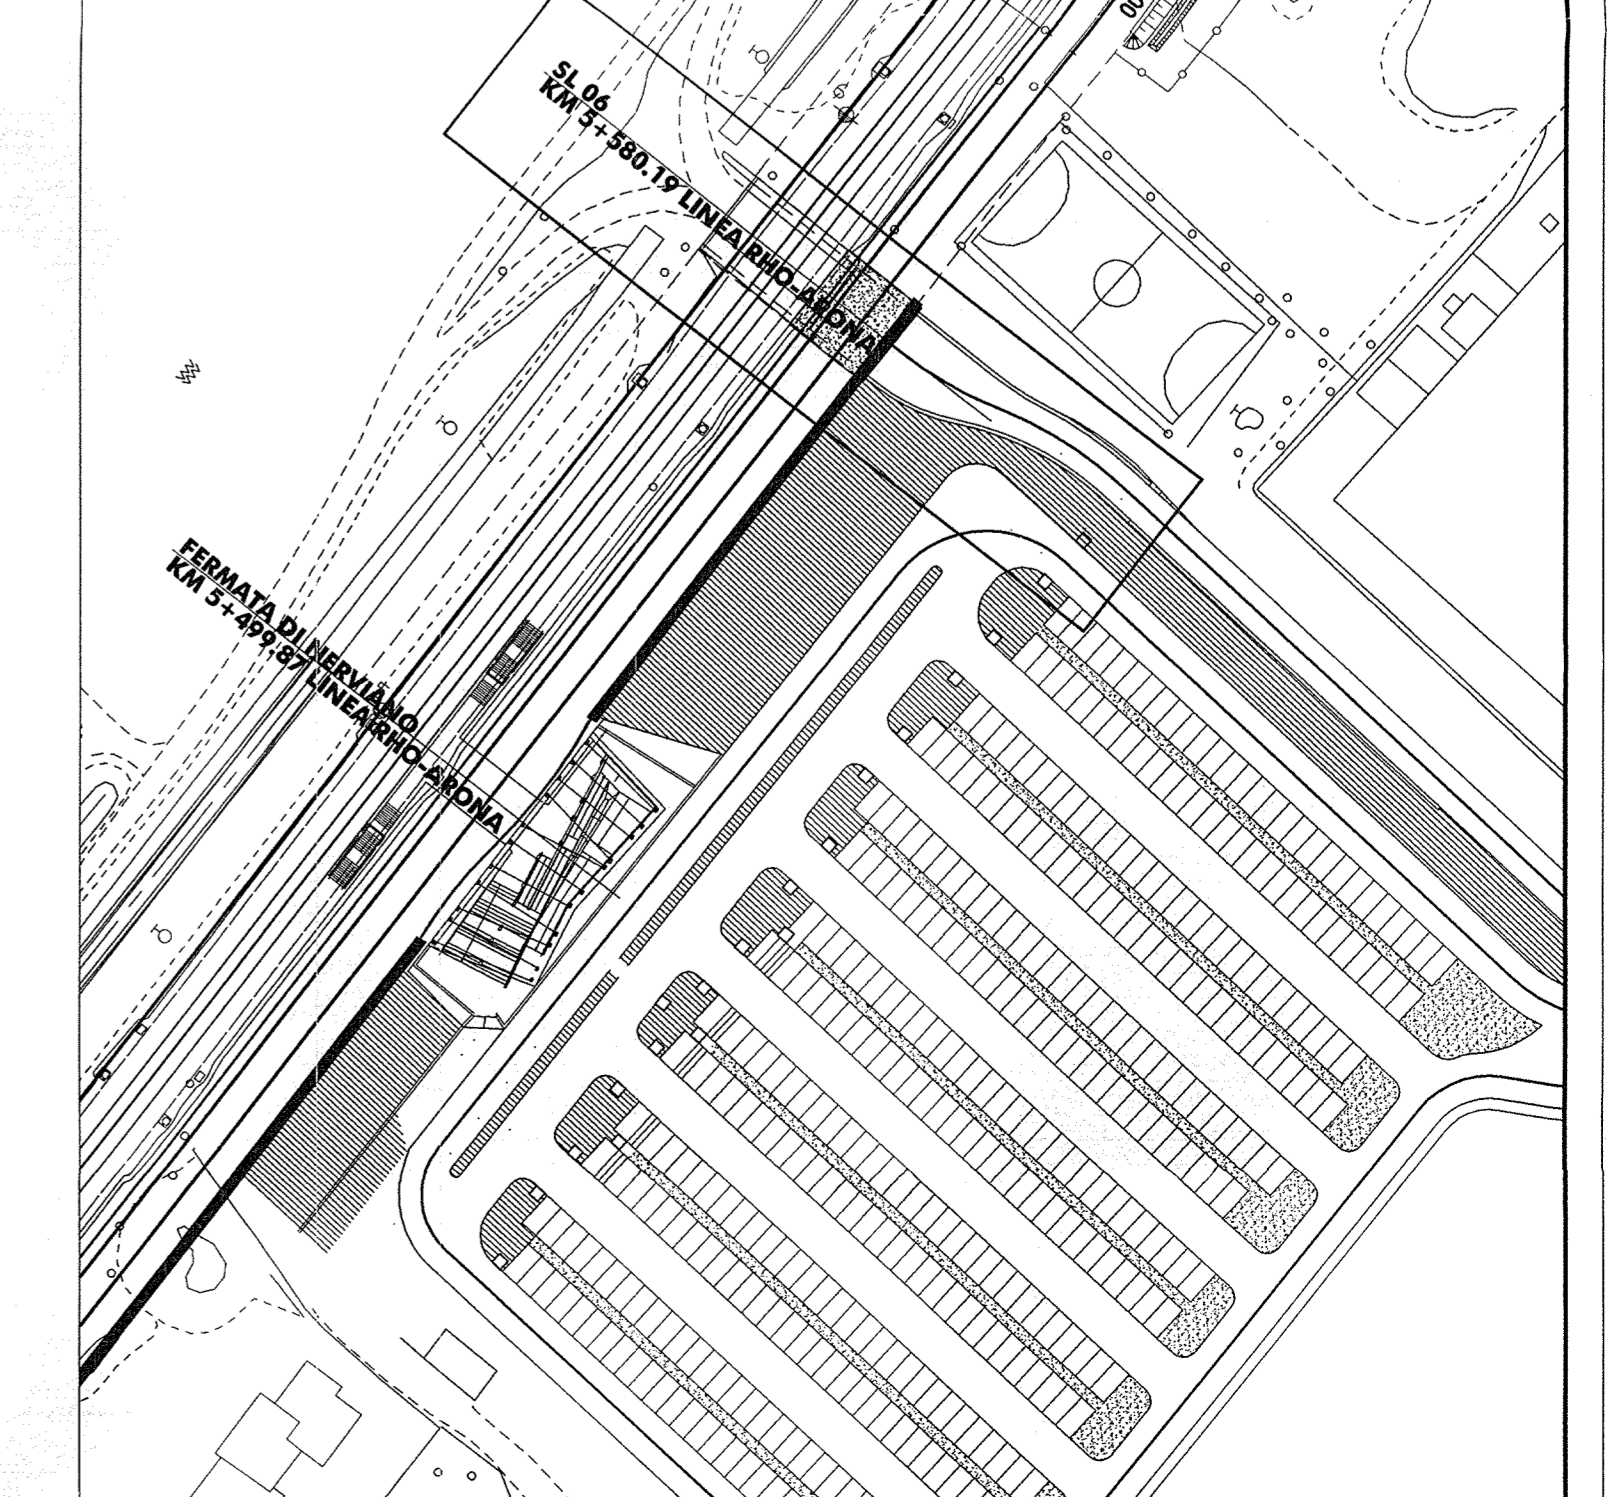 00
SL 06
KM 5+580.19 LINEA RHO-ARONA
FERMATA DI NERVIANO
KM 5+499.87 LINEA RHO-ARONA